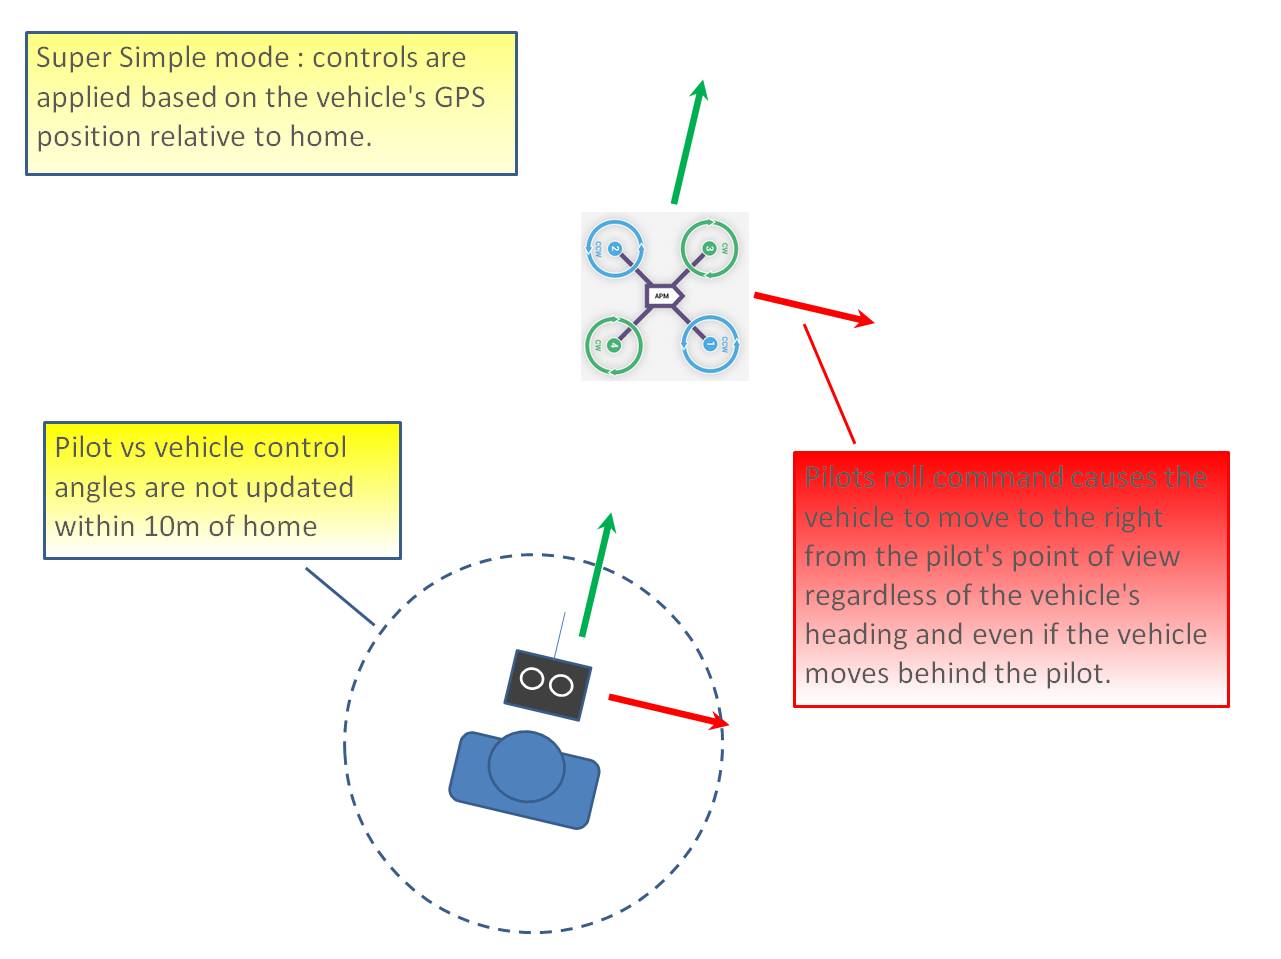 Super Simple mode : controls are
applied based on the vehicle's GPS
position relative to home.
2
CCW
3
CW
APM
4
CW
1
CCW
Pilot vs vehicle control
angles are not updated
within 10m of home
Pilots roll command causes the
vehicle to move to the right
from the pilot's point of view
regardless of the vehicle's
heading and even if the vehicle
moves behind the pilot.